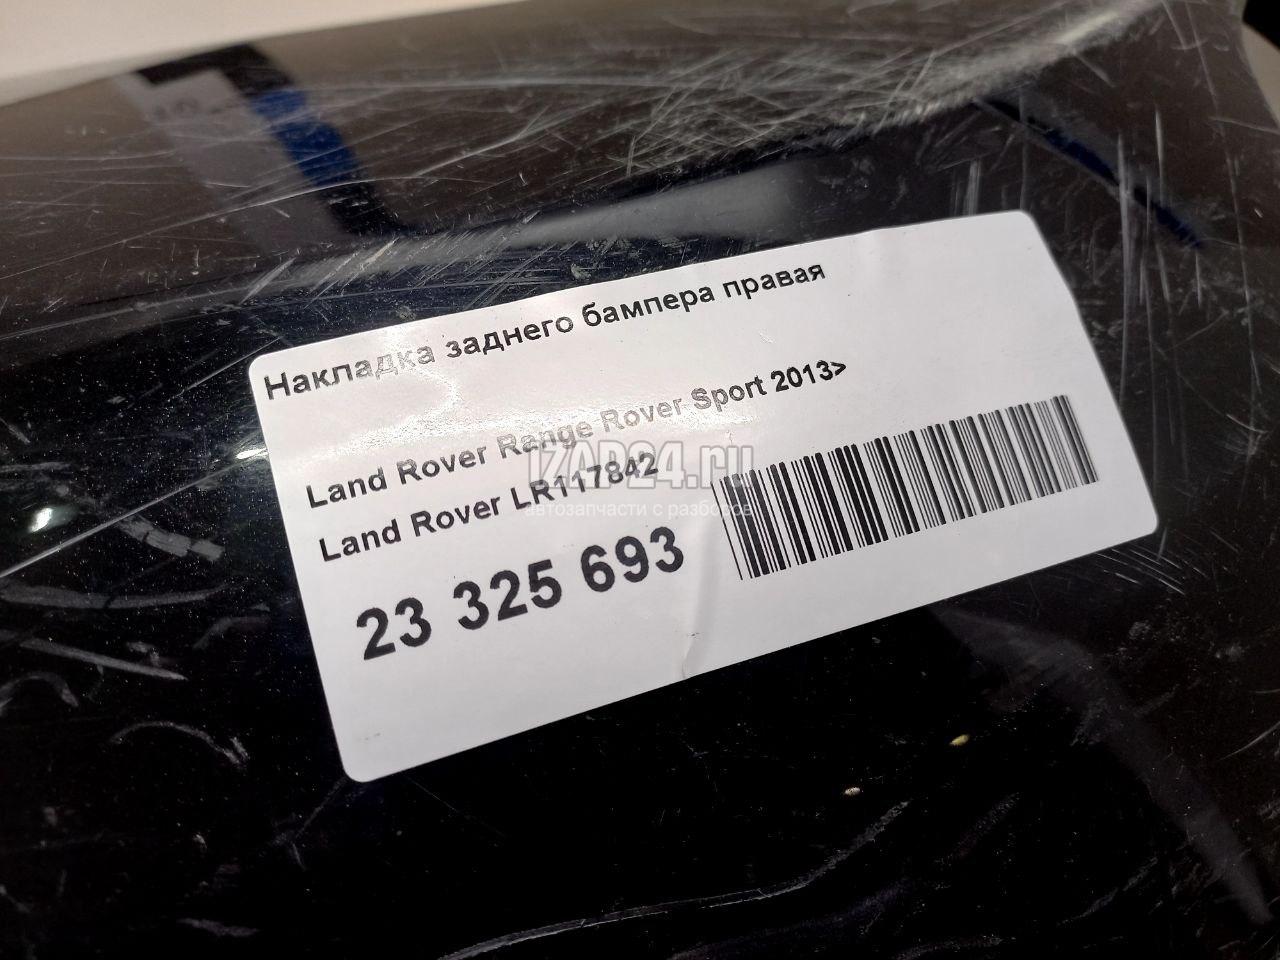 Накладка заднего бампера правая
Land Rover Range Rover Sport 2013>
Land Rover LR117842
23 325 693
IZAP24.ru
автозапчасти с разборов